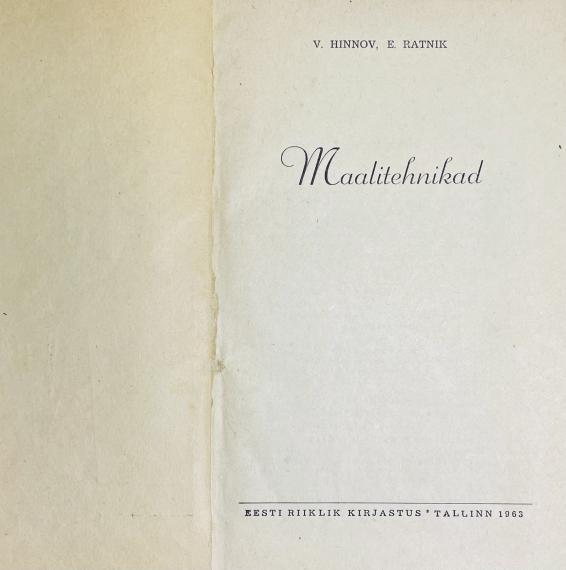 V. HINNOV, E. RATNIK
Maalitehnikad
EESTI RIIKLIK KIRJASTUS * TALLINN 1963